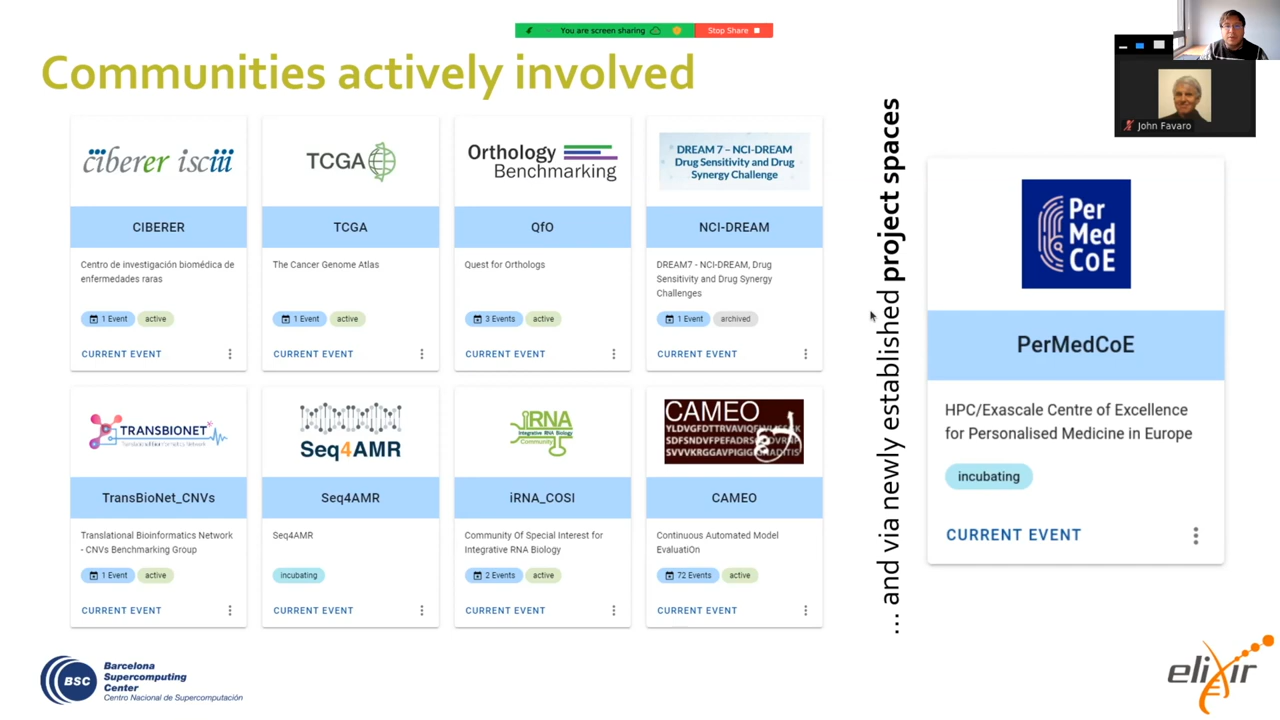 You are screen sharing
Stop Share
Communities actively involved
John Favaro
ciberer isciii
TCGA
Orthology
Benchmarking
DREAM 7 – NCI-DREAM
Drug Sensitivity and Drug
Synergy Challenge
CIBERER
TCGA
QfO
NCI-DREAM
Centro de investigación biomédica de
enfermedades raras
The Cancer Genome Atlas
Quest for Orthologs
DREAM7 - NCI-DREAM, Drug
Sensitivity and Drug Synergy
Challenges
1 Event
active
1 Event
active
3 Events
active
1 Event
archived
CURRENT EVENT
CURRENT EVENT
CURRENT EVENT
CURRENT EVENT
TRANSBIONET
Seq4AMR
iRNA
Integrative RNA Biology
Community
CAMEO
TransBioNet_CNVs
Seq4AMR
iRNA_COSI
CAMEO
Translational Bioinformatics Network
- CNVs Benchmarking Group
Seq4AMR
Community Of Special Interest for
Integrative RNA Biology
Continuous Automated Model
EvaluatiOn
1 Event
active
incubating
2 Events
active
72 Events
active
CURRENT EVENT
CURRENT EVENT
CURRENT EVENT
CURRENT EVENT
... and via newly established project spaces
Per
Med
CoE
PerMedCoE
HPC/Exascale Centre of Excellence
for Personalised Medicine in Europe
incubating
CURRENT EVENT
BSC
Barcelona
Supercomputing
Center
Centro Nacional de Supercomputación
elixir